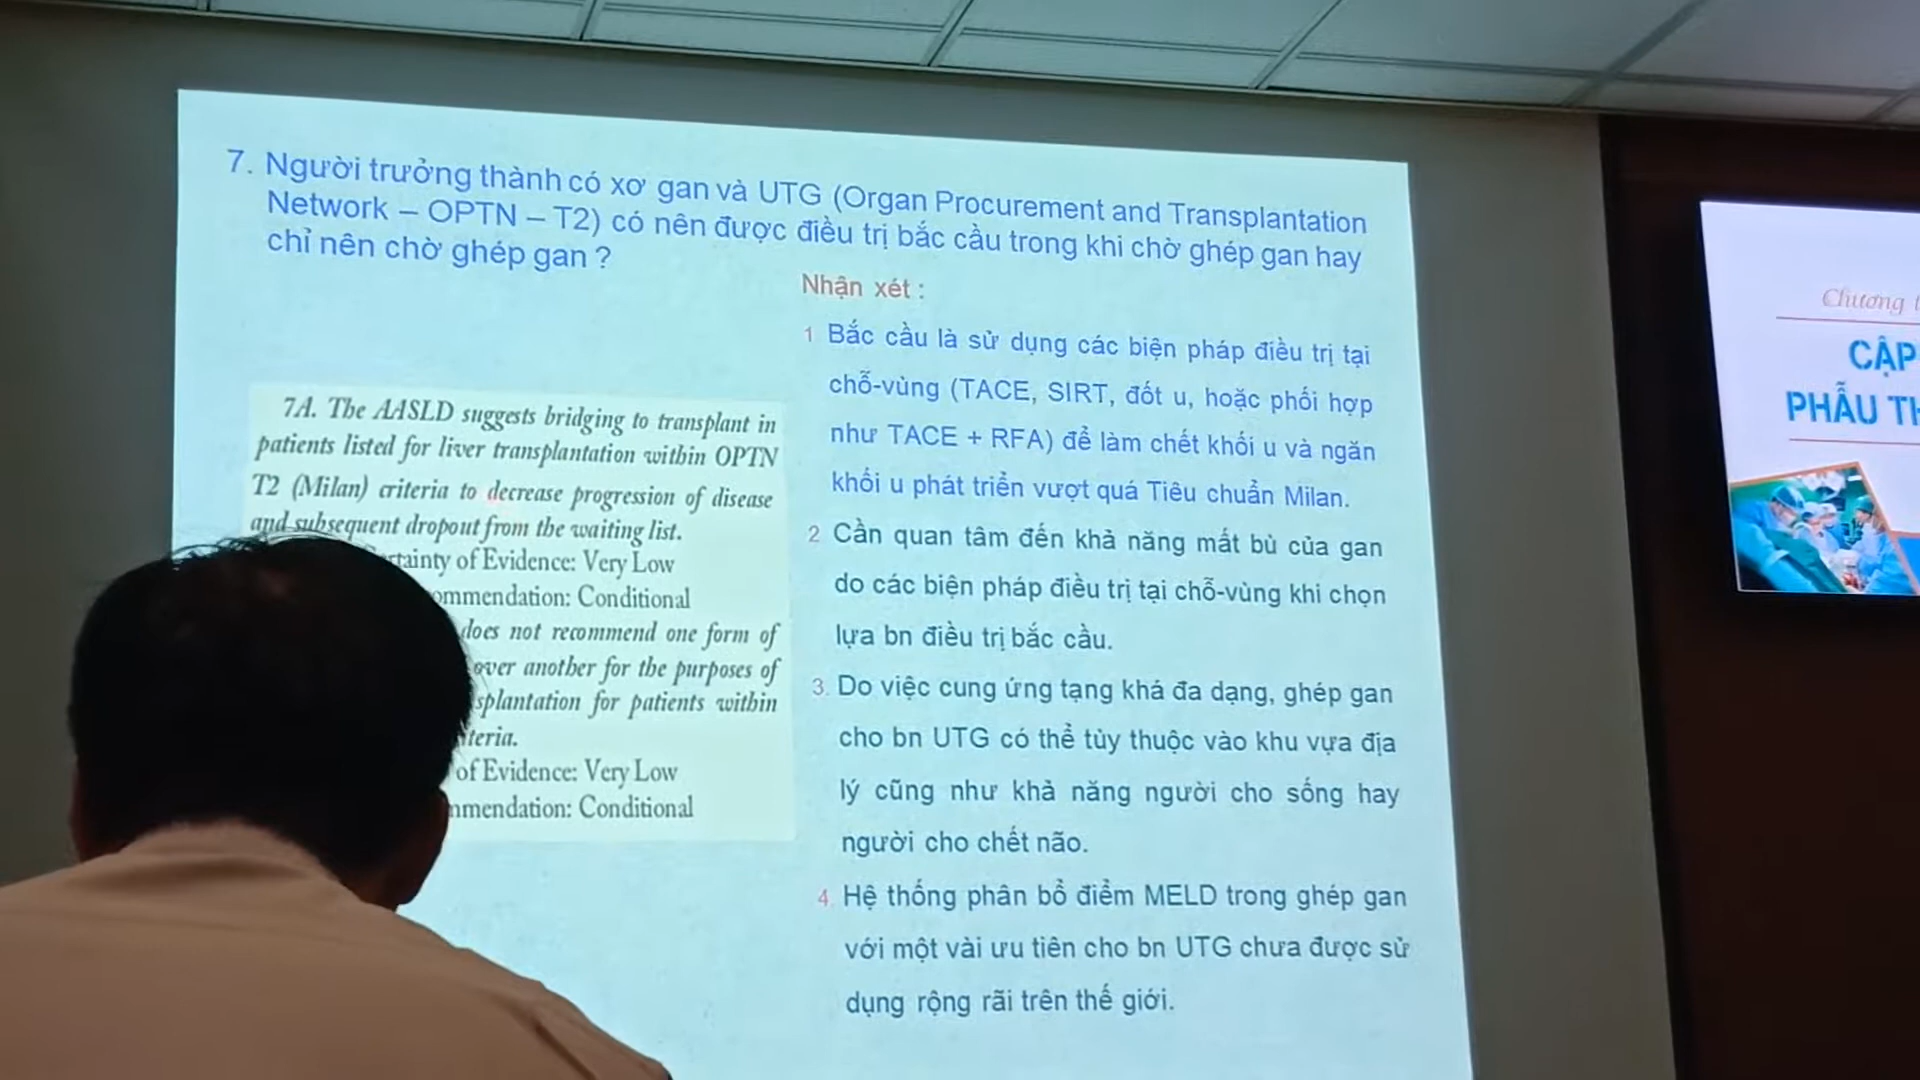 7. Người trưởng thành có xơ gan và UTG (Organ Procurement and Transplantation
Network – OPTN – T2) có nên được điều trị bắc cầu trong khi chờ ghép gan hay
chỉ nên chờ ghép gan ?
7A. The AASLD suggests bridging to transplant in
patients listed for liver transplantation within OPTN
T2 (Milan) criteria to decrease progression of disease
and subsequent dropout from the waiting list.
of Evidence: Very Low
Conditional
does not recommend one form of
over another for the purposes of
for patients within
of Evidence: Very Low
Conditional
Nhận xét :
1 Bắc cầu là sử dụng các biện pháp điều trị tại
chỗ-vùng (TACE, SIRT, đốt u, hoặc phối hợp
như TACE + RFA) để làm chết khối u và ngăn
khối u phát triển vượt quá Tiêu chuẩn Milan.
2 Cần quan tâm đến khả năng mất bù của gan
do các biện pháp điều trị tại chỗ-vùng khi chọn
lựa bn điều trị bắc cầu.
3. Do việc cung ứng tạng khá đa dạng, ghép gan
cho bn UTG có thể tùy thuộc vào khu vựa địa
lý cũng như khả năng người cho sống hay
người cho chết não.
4. Hệ thống phân bổ điểm MELD trong ghép gan
với một vài ưu tiên cho bn UTG chưa được sử
dụng rộng rãi trên thế giới.
Chương
CẬP
PHẪU